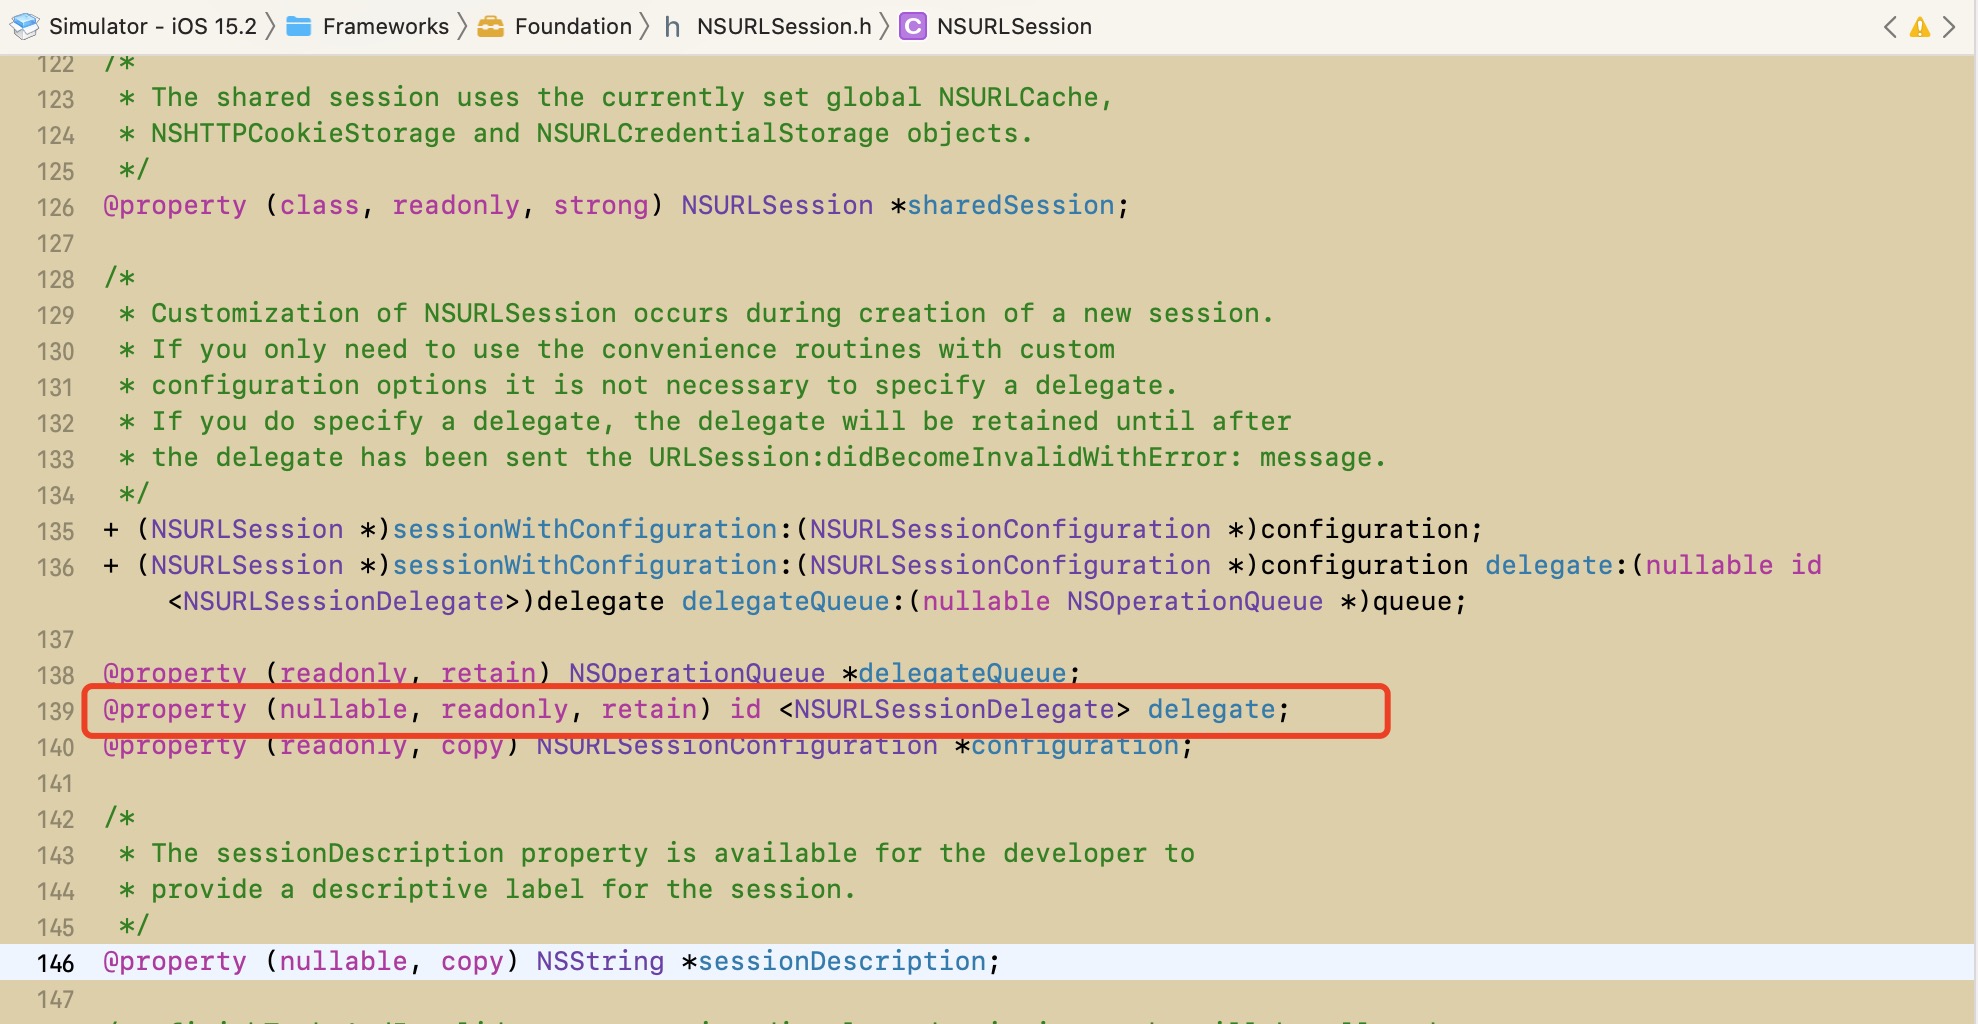 Simulator - iOS 15.2 〉 Frameworks 〉 Foundation 〉 h NSURLSession.h 〉 C NSURLSession
122 /*
123  * The shared session uses the currently set global NSURLCache,
124  * NSHTTPCookieStorage and NSURLCredentialStorage objects.
125  */
126 @property (class, readonly, strong) NSURLSession *sharedSession;
127
128 /*
129  * Customization of NSURLSession occurs during creation of a new session.
130  * If you only need to use the convenience routines with custom
131  * configuration options it is not necessary to specify a delegate.
132  * If you do specify a delegate, the delegate will be retained until after
133  * the delegate has been sent the URLSession:didBecomeInvalidWithError: message.
134  */
135 + (NSURLSession *)sessionWithConfiguration:(NSURLSessionConfiguration *)configuration;
136 + (NSURLSession *)sessionWithConfiguration:(NSURLSessionConfiguration *)configuration delegate:(nullable id
<NSURLSessionDelegate>)delegate delegateQueue:(nullable NSOperationQueue *)queue;
137
138 @property (readonly, retain) NSOperationQueue *delegateQueue;
139 @property (nullable, readonly, retain) id <NSURLSessionDelegate> delegate;
140 @property (readonly, copy) NSURLSessionConfiguration *configuration;
141
142 /*
143  * The sessionDescription property is available for the developer to
144  * provide a descriptive label for the session.
145  */
146 @property (nullable, copy) NSString *sessionDescription;
147